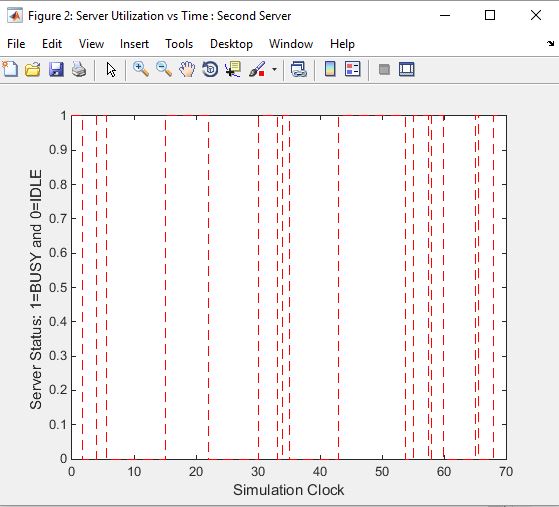 Figure 2: Server Utilization vs Time : Second Server
File Edit View Insert Tools Desktop Window Help
1
0.9
0.8
0.7
0.6
0.5
0.4
0.3
0.2
0.1
0
Server Status: 1=BUSY and 0=IDLE
0 10 20 30 40 50 60 70
Simulation Clock